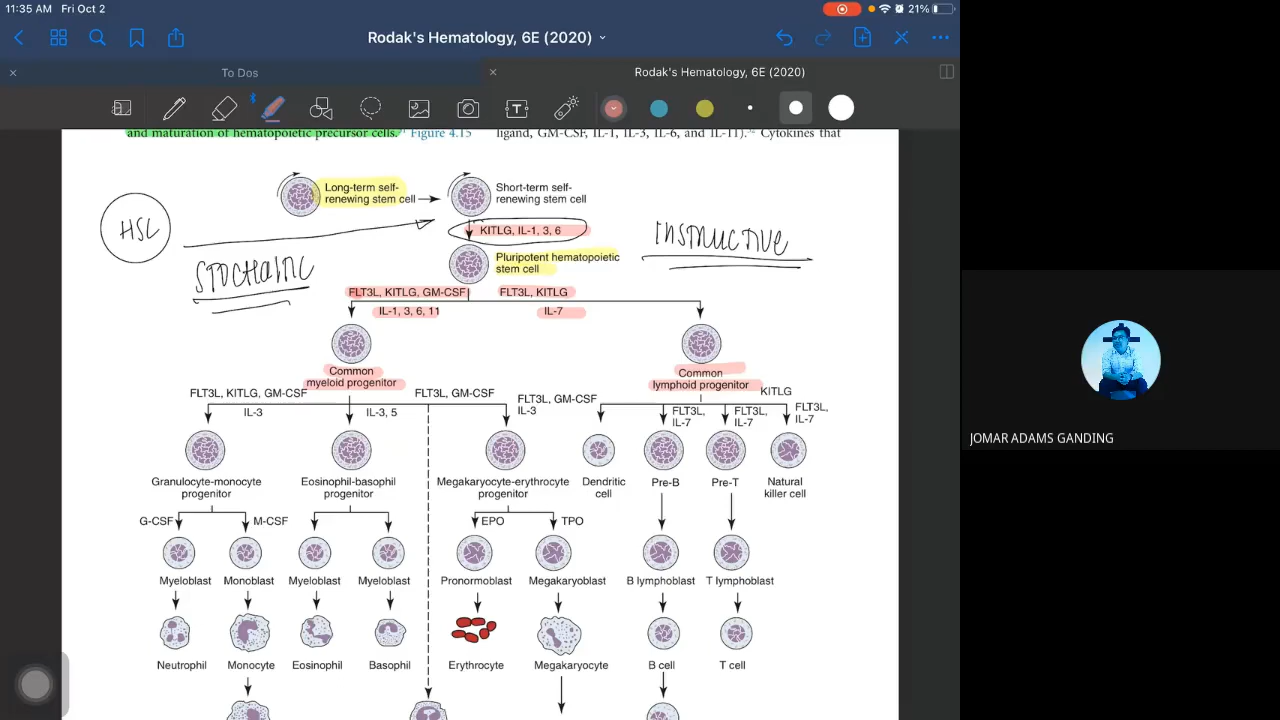 11:35 AM Fri Oct 2
21%
Rodak's Hematology, 6E (2020)
To Dos
Rodak's Hematology, 6E (2020)
and maturation of hematopoietic precursor cells. Figure 4.15
ligand, GM-CSF, IL-1, IL-3, IL-6, and IL-11). Cytokines that
Long-term self-
renewing stem cell
Short-term self-
renewing stem cell
HSC
KITLG, IL-1, 3, 6
INSTRUCTIVE
STOCHASTIC
Pluripotent hematopoietic
stem cell
FLT3L, KITLG, GM-CSF
FLT3L, KITLG
IL-1, 3, 6, 11
IL-7
Common
myeloid progenitor
Common
lymphoid progenitor
FLT3L, KITLG, GM-CSF
IL-3
IL-3, 5
FLT3L, GM-CSF
FLT3L, GM-CSF
IL-3
FLT3L,
IL-7
FLT3L,
IL-7
KITLG
FLT3L,
IL-7
Granulocyte-monocyte
progenitor
Eosinophil-basophil
progenitor
Megakaryocyte-erythrocyte
progenitor
Dendritic
cell
Pre-B
Pre-T
Natural
killer cell
G-CSF
M-CSF
EPO
TPO
Myeloblast
Monoblast
Myeloblast
Myeloblast
Pronormoblast
Megakaryoblast
B lymphoblast
T lymphoblast
Neutrophil
Monocyte
Eosinophil
Basophil
Erythrocyte
Megakaryocyte
B cell
T cell
JOMAR ADAMS GANDING